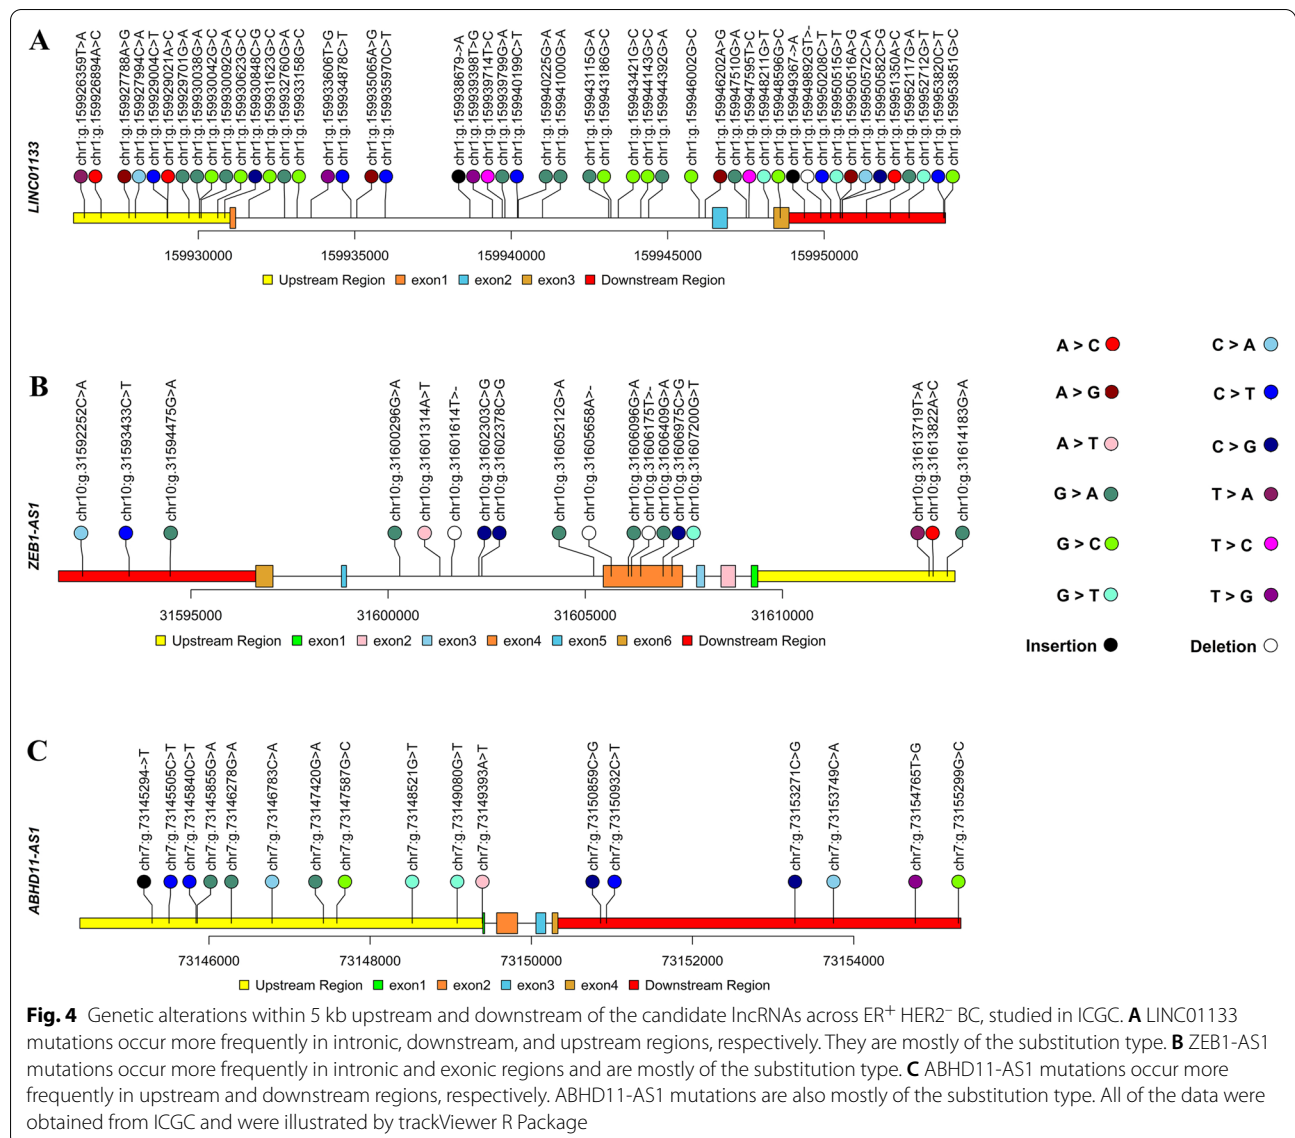 A
LINC01133
chr1:g.159926359T>A
chr1:g.159926894A>C
chr1:g.159927788A>G
chr1:g.159927994C>A
chr1:g.159929004C>T
chr1:g.159929021A>C
chr1:g.159929701G>A
chr1:g.159930038G>A
chr1:g.159930042G>C
chr1:g.159930092G>A
chr1:g.159930623G>C
chr1:g.159930848C>G
chr1:g.159931623G>C
chr1:g.159932760G>A
chr1:g.159933158G>C
chr1:g.159933606T>G
chr1:g.159934878C>T
chr1:g.159935065A>G
chr1:g.159935970C>T
chr1:g.159938679->A
chr1:g.159939398T>G
chr1:g.159939714T>C
chr1:g.159939799G>A
chr1:g.159940199C>T
chr1:g.159940225G>A
chr1:g.159941000G>A
chr1:g.159943115G>A
chr1:g.159943186G>C
chr1:g.159943421G>C
chr1:g.159944143G>C
chr1:g.159944392G>A
chr1:g.159946002G>C
chr1:g.159946202A>G
chr1:g.159947510G>A
chr1:g.159947595T>C
chr1:g.159948211G>T
chr1:g.159948596G>C
chr1:g.159949367->A
chr1:g.159949892GT>-
chr1:g.159950208C>T
chr1:g.159950515G>T
chr1:g.159950516A>G
chr1:g.159950572C>A
chr1:g.159950582C>G
chr1:g.159951350A>C
chr1:g.159952117G>A
chr1:g.159952712G>T
chr1:g.159953820C>T
chr1:g.159953851G>C
159930000 159935000 159940000 159945000 159950000
Upstream Region exon1 exon2 exon3 Downstream Region
B
ZEB1-AS1
chr10:g.31592252C>A
chr10:g.31593433C>T
chr10:g.31594475G>A
chr10:g.31600296G>A
chr10:g.31601314A>T
chr10:g.31601614T>-
chr10:g.31602303C>G
chr10:g.31602378C>G
chr10:g.31605212G>A
chr10:g.31605658A>-
chr10:g.31606096G>A
chr10:g.31606175T>-
chr10:g.31606409G>A
chr10:g.31606975C>G
chr10:g.31607200G>T
chr10:g.31613719T>A
chr10:g.31613822A>C
chr10:g.31614183G>A
31595000 31600000 31605000 31610000
Upstream Region exon1 exon2 exon3 exon4 exon5 exon6 Downstream Region
A > C C > A
A > G C > T
A > T C > G
G > A T > A
G > C T > C
G > T T > G
Insertion Deletion
C
ABHD11-AS1
chr7:g.73145294->T
chr7:g.73145505C>T
chr7:g.73145840C>T
chr7:g.73145855G>A
chr7:g.73146278G>A
chr7:g.73146783C>A
chr7:g.73147420G>A
chr7:g.73147587G>C
chr7:g.73148521G>T
chr7:g.73149080G>T
chr7:g.73149393A>T
chr7:g.73150859C>G
chr7:g.73150932C>T
chr7:g.73153271C>G
chr7:g.73153749C>A
chr7:g.73154765T>G
chr7:g.73155299G>C
73146000 73148000 73150000 73152000 73154000
Upstream Region exon1 exon2 exon3 exon4 Downstream Region
Fig. 4 Genetic alterations within 5 kb upstream and downstream of the candidate lncRNAs across ER+ HER2− BC, studied in ICGC. A LINC01133
mutations occur more frequently in intronic, downstream, and upstream regions, respectively. They are mostly of the substitution type. B ZEB1-AS1
mutations occur more frequently in intronic and exonic regions and are mostly of the substitution type. C ABHD11-AS1 mutations occur more
frequently in upstream and downstream regions, respectively. ABHD11-AS1 mutations are also mostly of the substitution type. All of the data were
obtained from ICGC and were illustrated by trackViewer R Package